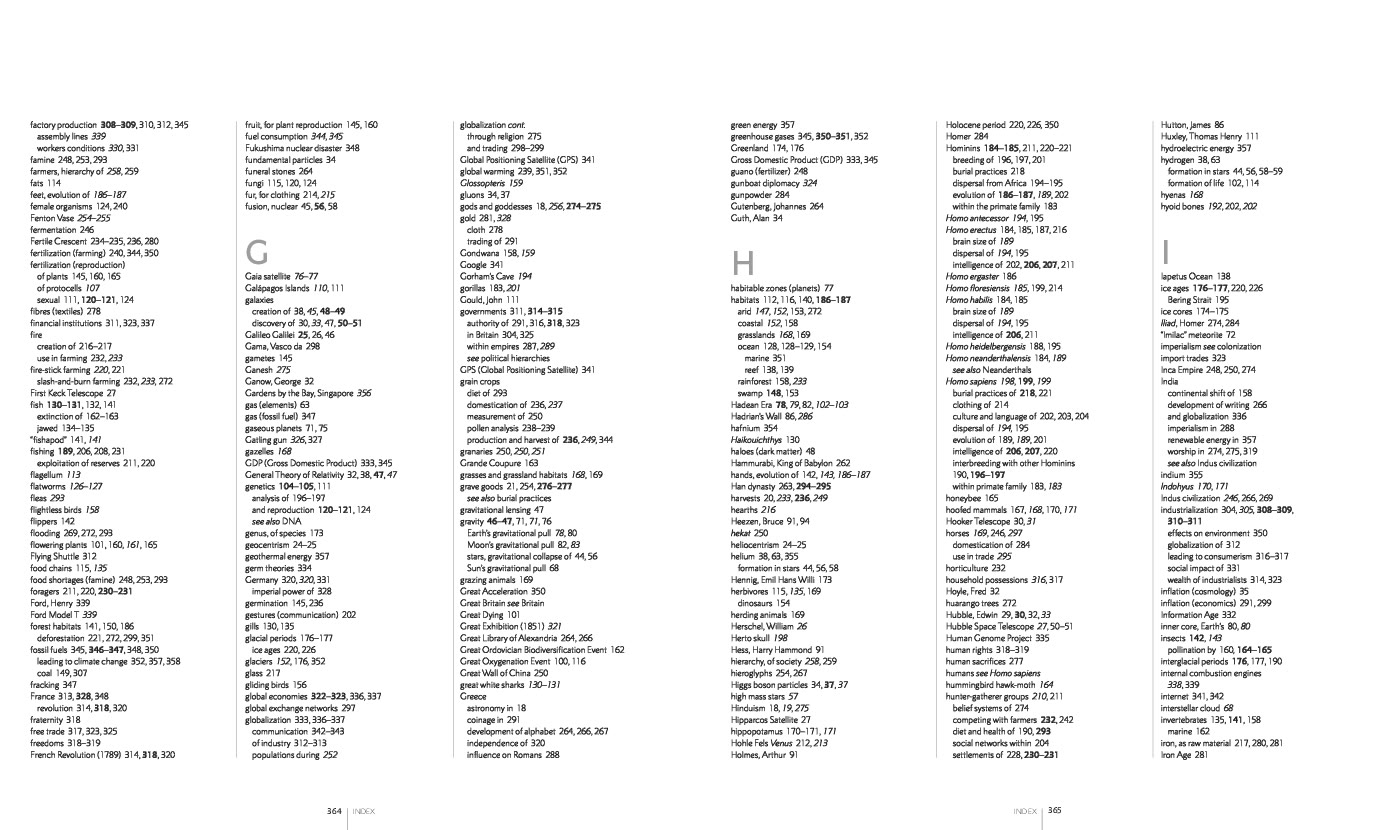 factory production 308–309, 310, 312, 345
assembly lines 339
workers conditions 330, 331
famine 248, 253, 293
farmers, hierarchy of 258, 259
fats 114
feet, evolution of 186–187
female organisms 124, 240
Fenton Vase 254–255
fermentation 246
Fertile Crescent 234–235, 236, 280
fertilization (farming) 240, 344, 350
fertilization (reproduction)
of plants 145, 160, 165
of protocells 107
sexual 111, 120–121, 124
fibres (textiles) 278
financial institutions 311, 323, 337
fire
creation of 216–217
use in farming 232, 233
fire-stick farming 220, 221
slash-and-burn farming 232, 233, 272
First Keck Telescope 27
fish 130–131, 132, 141
extinction of 162–163
jawed 134–135
"fishapod" 141, 141
fishing 189, 206, 208, 231
exploitation of reserves 211, 220
flagellum 113
flatworms 126–127
fleas 293
flightless birds 158
flippers 142
flooding 269, 272, 293
flowering plants 101, 160, 161, 165
Flying Shuttle 312
food chains 115, 135
food shortages (famine) 248, 253, 293
foragers 211, 220, 230–231
Ford, Henry 339
Ford Model T 339
forest habitats 141, 150, 186
deforestation 221, 272, 299, 351
fossil fuels 345, 346–347, 348, 350
leading to climate change 352, 357, 358
coal 149, 307
fracking 347
France 313, 328, 348
revolution 314, 318, 320
fraternity 318
free trade 317, 323, 325
freedoms 318–319
French Revolution (1789) 314, 318, 320
fruit, for plant reproduction 145, 160
fuel consumption 344, 345
Fukushima nuclear disaster 348
fundamental particles 34
funeral stones 264
fungi 115, 120, 124
fur, for clothing 214, 215
fusion, nuclear 45, 56, 58
G
Gaia satellite 76–77
Galápagos Islands 110, 111
galaxies
creation of 38, 45, 48–49
discovery of 30, 33, 47, 50–51
Galileo Galilei 25, 26, 46
Gama, Vasco da 298
gametes 145
Ganesh 275
Ganow, George 32
Gardens by the Bay, Singapore 356
gas (elements) 63
gas (fossil fuel) 347
gaseous planets 71, 75
Gatling gun 326, 327
gazelles 168
GDP (Gross Domestic Product) 333, 345
General Theory of Relativity 32, 38, 47, 47
genetics 104–105, 111
analysis of 196–197
and reproduction 120–121, 124
see also DNA
genus, of species 173
geocentrism 24–25
geothermal energy 357
germ theories 334
Germany 320, 320, 331
imperial power of 328
germination 145, 236
gestures (communication) 202
gills 130, 135
glacial periods 176–177
ice ages 220, 226
glaciers 152, 176, 352
glass 217
gliding birds 156
global economies 322–323, 336, 337
global exchange networks 297
globalization 333, 336–337
communication 342–343
of industry 312–313
populations during 252
globalization cont.
through religion 275
and trading 298–299
Global Positioning Satellite (GPS) 341
global warming 239, 351, 352
Glossopteris 159
gluons 34, 37
gods and goddesses 18, 256, 274–275
gold 281, 328
cloth 278
trading of 291
Gondwana 158, 159
Google 341
Gorham's Cave 194
gorillas 183, 201
Gould, John 111
governments 311, 314–315
authority of 291, 316, 318, 323
in Britain 304, 325
within empires 287, 289
see political hierarchies
GPS (Global Positioning Satellite) 341
grain crops
diet of 293
domestication of 236, 237
measurement of 250
pollen analysis 238–239
production and harvest of 236, 249, 344
granaries 250, 250, 251
Grande Coupure 163
grasses and grassland habitats 168, 169
grave goods 21, 254, 276–277
see also burial practices
gravitational lensing 47
gravity 46–47, 71, 71, 76
Earth's gravitational pull 78, 80
Moon's gravitational pull 82, 83
stars, gravitational collapse of 44, 56
Sun's gravitational pull 68
grazing animals 169
Great Acceleration 350
Great Britain see Britain
Great Dying 101
Great Exhibition (1851) 321
Great Library of Alexandria 264, 266
Great Ordovician Biodiversification Event 162
Great Oxygenation Event 100, 116
Great Wall of China 250
great white sharks 130–131
Greece
astronomy in 18
coinage in 291
development of alphabet 264, 266, 267
independence of 320
influence on Romans 288
364 INDEX
green energy 357
greenhouse gases 345, 350–351, 352
Greenland 174, 176
Gross Domestic Product (GDP) 333, 345
guano (fertilizer) 248
gunboat diplomacy 324
gunpowder 284
Gutenberg, Johannes 264
Guth, Alan 34
H
habitable zones (planets) 77
habitats 112, 116, 140, 186–187
arid 147, 152, 153, 272
coastal 152, 158
grasslands 168, 169
ocean 128, 128–129, 154
marine 351
reef 138, 139
rainforest 158, 233
swamp 148, 153
Hadean Era 78, 79, 82, 102–103
Hadrian's Wall 86, 286
hafnium 354
Haikouichthys 130
haloes (dark matter) 48
Hammurabi, King of Babylon 262
hands, evolution of 142, 143, 186–187
Han dynasty 263, 294–295
harvests 20, 233, 236, 249
hearths 216
Heezen, Bruce 91, 94
hekat 250
heliocentrism 24–25
helium 38, 63, 355
formation in stars 44, 56, 58
Hennig, Emil Hans Willi 173
herbivores 115, 135, 169
dinosaurs 154
herding animals 169
Herschel, William 26
Herto skull 198
Hess, Harry Hammond 91
hierarchy, of society 258, 259
hieroglyphs 254, 267
Higgs boson particles 34, 37, 37
high mass stars 57
Hinduism 18, 19, 275
Hipparcos Satellite 27
hippopotamus 170–171, 171
Hohle Fels Venus 212, 213
Holmes, Arthur 91
Holocene period 220, 226, 350
Homer 284
Hominins 184–185, 211, 220–221
breeding of 196, 197, 201
burial practices 218
dispersal from Africa 194–195
evolution of 186–187, 189, 202
within the primate family 183
Homo antecessor 194, 195
Homo erectus 184, 185, 187, 216
brain size of 189
dispersal of 194, 195
intelligence of 202, 206, 207, 211
Homo ergaster 186
Homo floresiensis 185, 199, 214
Homo habilis 184, 185
brain size of 189
dispersal of 194, 195
intelligence of 206, 211
Homo heidelbergensis 188, 195
Homo neanderthalensis 184, 189
see also Neanderthals
Homo sapiens 198, 199, 199
burial practices of 218, 221
clothing of 214
culture and language of 202, 203, 204
dispersal of 194, 195
evolution of 189, 189, 201
intelligence of 206, 207, 220
interbreeding with other Hominins
190, 196–197
within primate family 183, 183
honeybee 165
hoofed mammals 167, 168, 170, 171
Hooker Telescope 30, 31
horses 169, 246, 297
domestication of 284
use in trade 295
horticulture 232
household possessions 316, 317
Hoyle, Fred 32
huarango trees 272
Hubble, Edwin 29, 30, 32, 33
Hubble Space Telescope 27, 50–51
Human Genome Project 335
human rights 318–319
human sacrifices 277
humans see Homo sapiens
hummingbird hawk-moth 164
hunter-gatherer groups 210, 211
belief systems of 274
competing with farmers 232, 242
diet and health of 190, 293
social networks within 204
settlements of 228, 230–231
Hutton, James 86
Huxley, Thomas Henry 111
hydroelectric energy 357
hydrogen 38, 63
formation in stars 44, 56, 58–59
formation of life 102, 114
hyenas 168
hyoid bones 192, 202, 202
I
Iapetus Ocean 138
ice ages 176–177, 220, 226
Bering Strait 195
ice cores 174–175
Iliad, Homer 274, 284
"Imilac" meteorite 72
imperialism see colonization
import trades 323
Inca Empire 248, 250, 274
India
continental shift of 158
development of writing 266
and globalization 336
imperialism in 288
renewable energy in 357
worship in 274, 275, 319
see also Indus civilization
indium 355
Indohyus 170, 171
Indus civilization 246, 266, 269
industrialization 304, 305, 308–309,
310–311
effects on environment 350
globalization of 312
leading to consumerism 316–317
social impact of 331
wealth of industrialists 314, 323
inflation (cosmology) 35
inflation (economics) 291, 299
Information Age 332
inner core, Earth's 80, 80
insects 142, 143
pollination by 160, 164–165
interglacial periods 176, 177, 190
internal combustion engines
338, 339
internet 341, 342
interstellar cloud 68
invertebrates 135, 141, 158
marine 162
iron, as raw material 217, 280, 281
Iron Age 281
INDEX 365